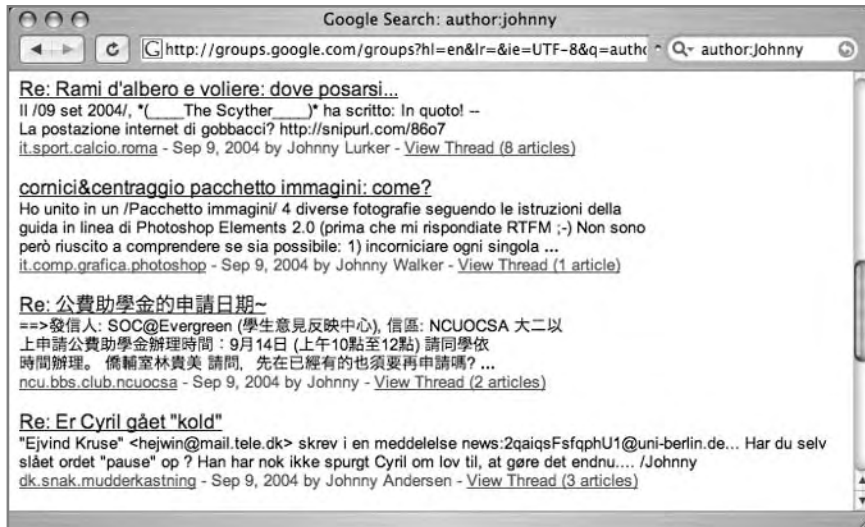 Google Search: author:johnny
G http://groups.google.com/groups?hl=en&lr=&ie=UTF-8&q=autho
Q author:Johnny
Re: Rami d'albero e voliere: dove posarsi...
Il /09 set 2004/, *(____The Scyther____)* ha scritto: In quoto! --
La postazione internet di gobbacci? http://snipurl.com/86o7
it.sport.calcio.roma - Sep 9, 2004 by Johnny Lurker - View Thread (8 articles)
cornici&centraggio pacchetto immagini: come?
Ho unito in un /Pacchetto immagini/ 4 diverse fotografie seguendo le istruzioni della
guida in linea di Photoshop Elements 2.0 (prima che mi rispondiate RTFM ;-) Non sono
però riuscito a comprendere se sia possibile: 1) incorniciare ogni singola ...
it.comp.grafica.photoshop - Sep 9, 2004 by Johnny Walker - View Thread (1 article)
Re: 公費助學金的申請日期~
==>發信人: SOC@Evergreen (學生意見反映中心), 信區: NCUOCSA 大二以
上申請公費助學金辦理時間：9月14日 (上午10點至12點) 請同學依
時間辦理。 僑輔室林貴美 請問, 先在已經有的也須要再申請嗎? ...
ncu.bbs.club.ncuocsa - Sep 9, 2004 by Johnny - View Thread (2 articles)
Re: Er Cyril gået "kold"
"Ejvind Kruse" <hejwin@mail.tele.dk> skrev i en meddelelse news:2qaiqsFsfqphU1@uni-berlin.de... Har du selv
slået ordet "pause" op ? Han har nok ikke spurgt Cyril om lov til, at gøre det endnu.... /Johnny
dk.snak.mudderkastning - Sep 9, 2004 by Johnny Andersen - View Thread (3 articles)